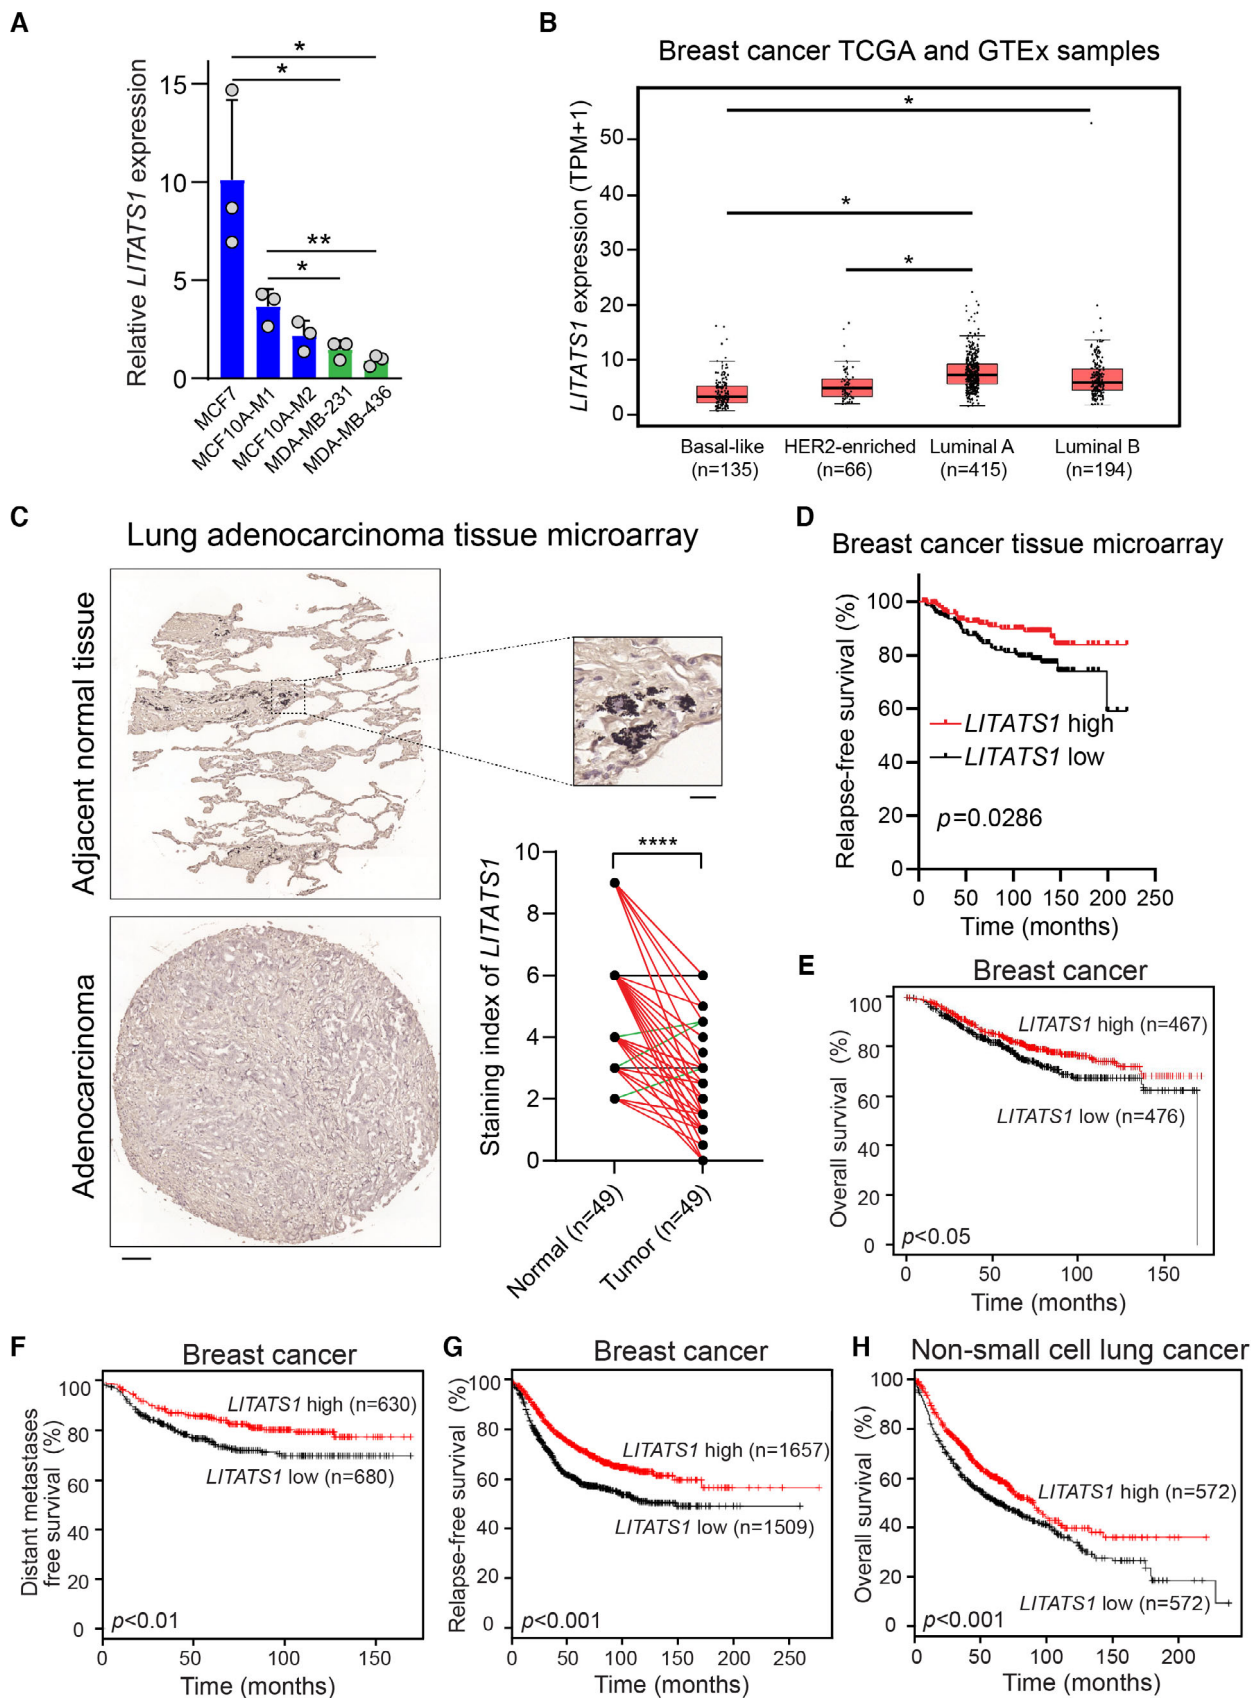 A
Relative LITATS1 expression
15
10
5
0
*
*
**
*
MCF7
MCF10A-M1
MCF10A-M2
MDA-MB-231
MDA-MB-436
B
Breast cancer TCGA and GTEx samples
LITATS1 expression (TPM+1)
50
40
30
20
10
0
*
*
*
Basal-like
(n=135)
HER2-enriched
(n=66)
Luminal A
(n=415)
Luminal B
(n=194)
C
Lung adenocarcinoma tissue microarray
Adjacent normal tissue
Adenocarcinoma
Staining index of LITATS1
10
8
6
4
2
0
****
Normal (n=49)
Tumor (n=49)
D
Breast cancer tissue microarray
Relapse-free survival (%)
100
80
60
40
20
0
LITATS1 high
LITATS1 low
p=0.0286
0 50 100 150 200 250
Time (months)
E
Breast cancer
Overall survival (%)
100
80
60
40
20
0
LITATS1 high (n=467)
LITATS1 low (n=476)
p<0.05
0 50 100 150
Time (months)
F
Breast cancer
Distant metastases
free survival (%)
100
80
60
40
20
0
LITATS1 high (n=630)
LITATS1 low (n=680)
p<0.01
0 50 100 150
Time (months)
G
Breast cancer
Relapse-free survival (%)
100
80
60
40
20
0
LITATS1 high (n=1657)
LITATS1 low (n=1509)
p<0.001
0 50 100 150 200 250
Time (months)
H
Non-small cell lung cancer
Overall survival (%)
100
80
60
40
20
0
LITATS1 high (n=572)
LITATS1 low (n=572)
p<0.001
0 50 100 150 200
Time (months)